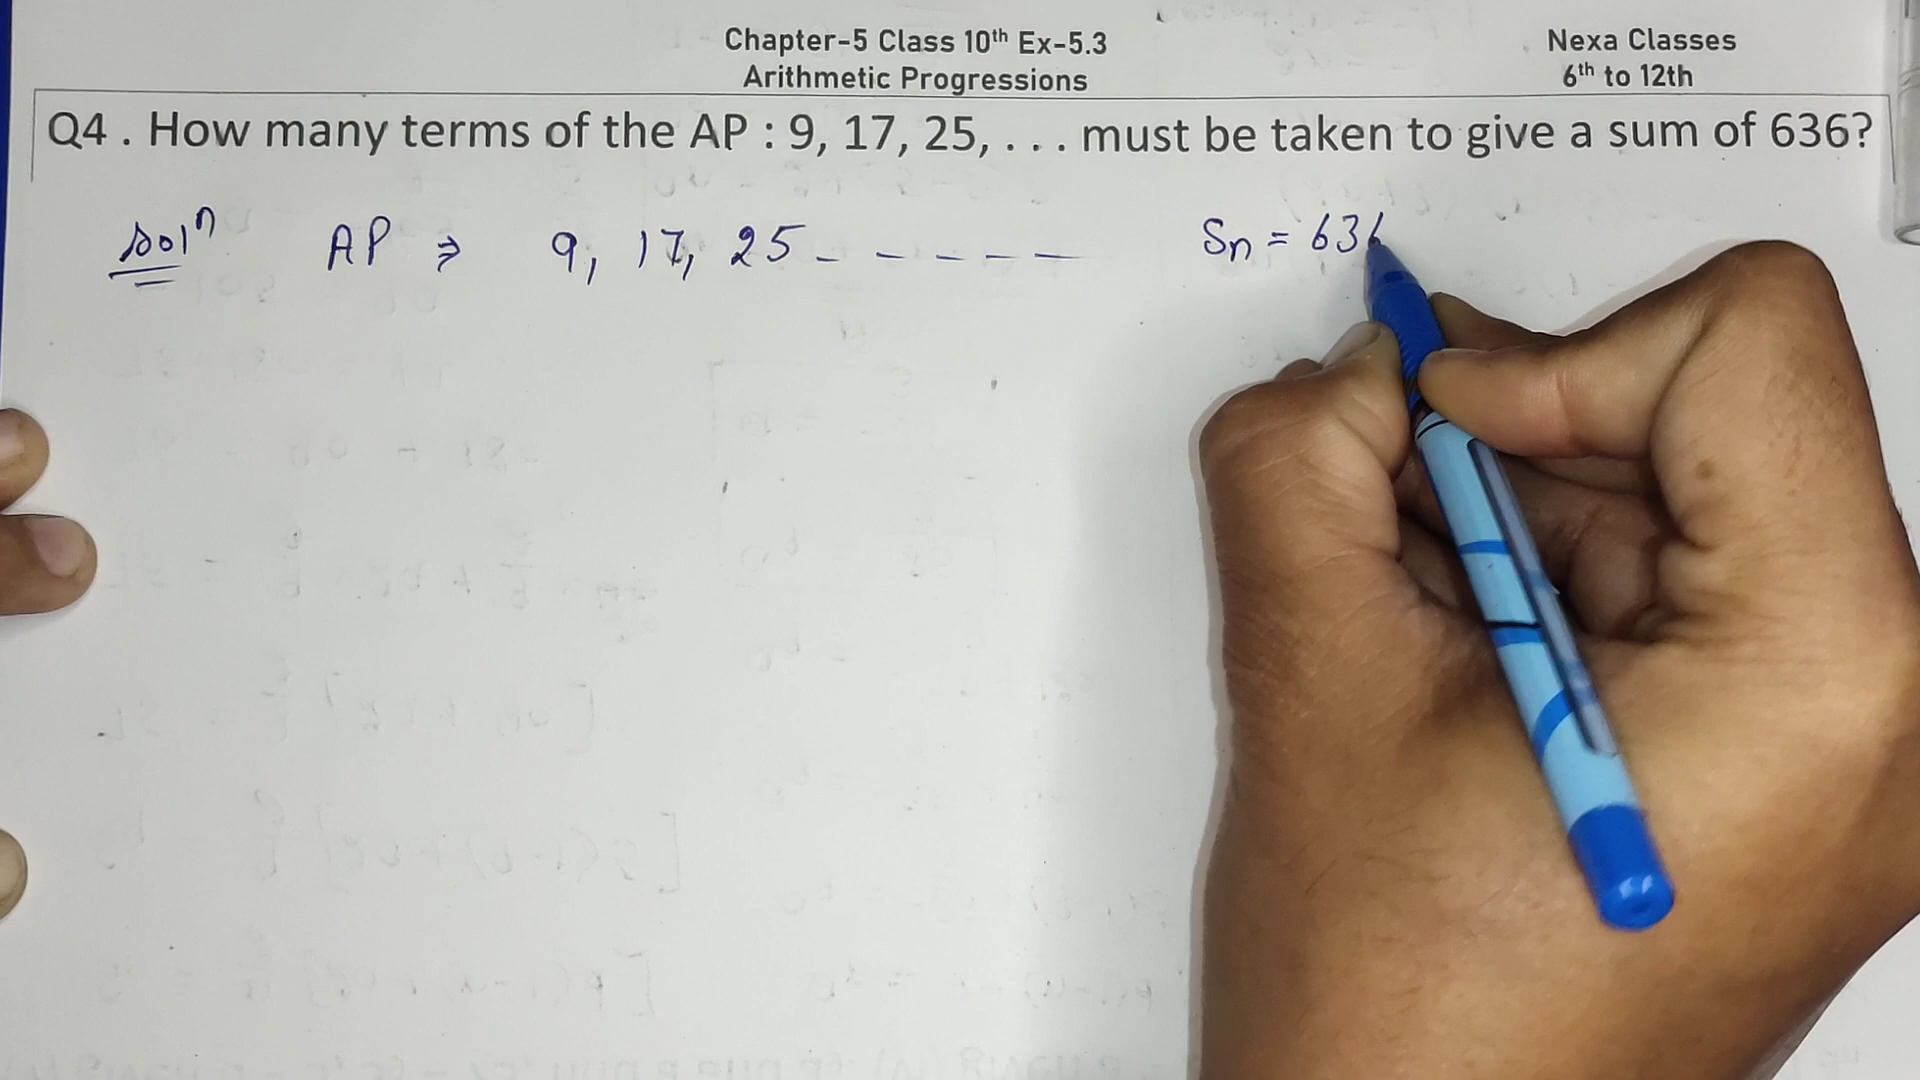 Chapter-5 Class 10th Ex-5.3
Arithmetic Progressions
Nexa Classes
6th to 12th
Q4 . How many terms of the AP : 9, 17, 25, . . . must be taken to give a sum of 636?
Solⁿ AP ⇒ 9, 17, 25 - - - - - Sn = 636